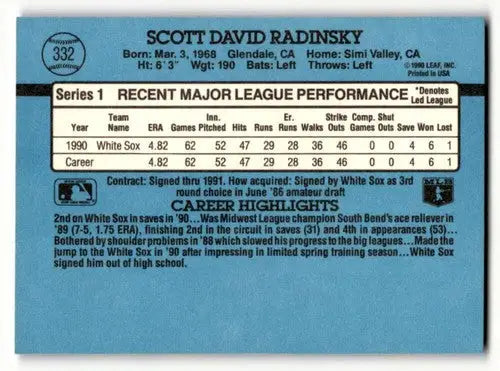 332
SCOTT DAVID RADINSKY
Born: Mar. 3, 1968 Glendale, CA Home: Simi Valley, CA
Ht: 6'3" Wgt: 190 Bats: Left Throws: Left
© 1990 LEAF, INC.
Printed in USA
Series 1 RECENT MAJOR LEAGUE PERFORMANCE *Denotes Led League
Year Team Name ERA Games Inn. Pitched Hits Runs Er. Runs Walks Strike Outs Comp. Games Shut Outs Save Won Lost
1990 White Sox 4.82 62 52 47 29 28 36 46 0 0 4 6 1
Career 4.82 62 52 47 29 28 36 46 0 0 4 6 1
Contract: Signed thru 1991. How acquired: Signed by White Sox as 3rd
round choice in June '86 amateur draft
CAREER HIGHLIGHTS
2nd on White Sox in saves in '90...Was Midwest League champion South Bend's ace reliever in
'89 (7-5, 1.75 ERA), finishing 2nd in the circuit in saves (31) and 4th in appearances (53)...
Bothered by shoulder problems in '88 which slowed his progress to the big leagues...Made the
jump to the White Sox in '90 after impressing in limited spring training season...White Sox
signed him out of high school.
MLB